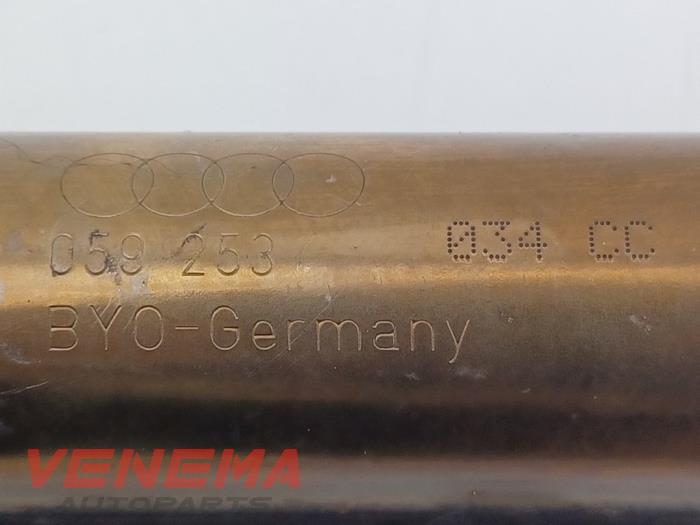 059 253 034 CC
BYO-Germany
VENEMA
AUTOPARTS